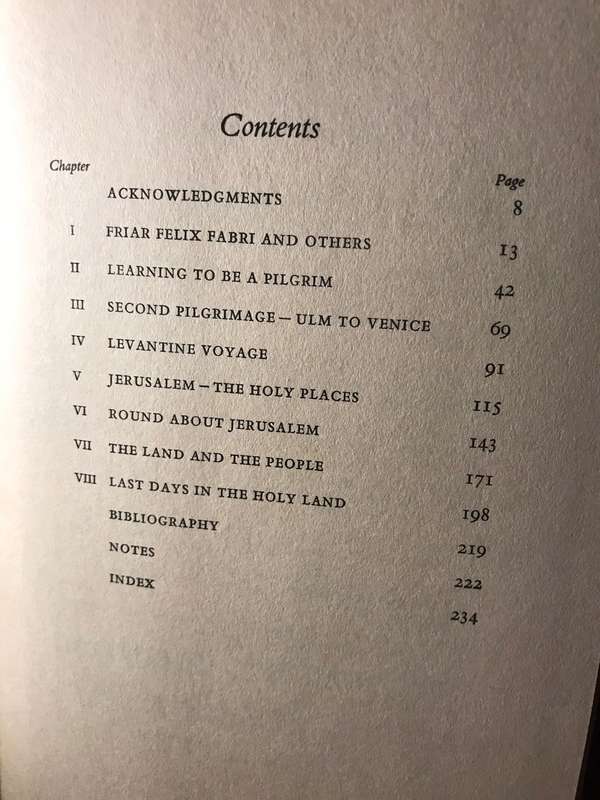 Contents
Chapter Page
ACKNOWLEDGMENTS 8
I FRIAR FELIX FABRI AND OTHERS 13
II LEARNING TO BE A PILGRIM 42
III SECOND PILGRIMAGE – ULM TO VENICE 69
IV LEVANTINE VOYAGE 91
V JERUSALEM – THE HOLY PLACES 115
VI ROUND ABOUT JERUSALEM 143
VII THE LAND AND THE PEOPLE 171
VIII LAST DAYS IN THE HOLY LAND 198
BIBLIOGRAPHY 219
NOTES 222
INDEX 234